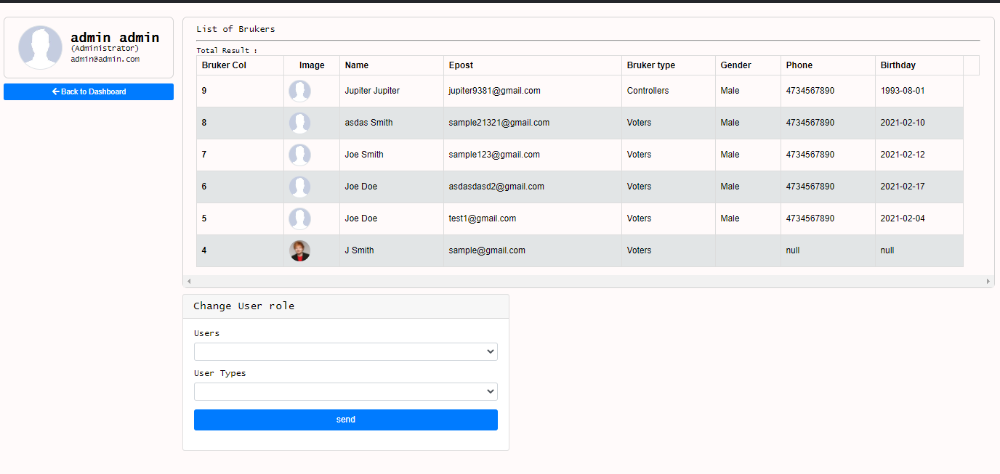 admin admin
(Administrator)
admin@admin.com
Back to Dashboard
List of Brukers
Total Result :
Bruker Col Image Name Epost Bruker type Gender Phone Birthday
9 Jupiter Jupiter jupiter9381@gmail.com Controllers Male 4734567890 1993-08-01
8 asdas Smith sample21321@gmail.com Voters Male 4734567890 2021-02-10
7 Joe Smith sample123@gmail.com Voters Male 4734567890 2021-02-12
6 Joe Doe asdasdasd2@gmail.com Voters Male 4734567890 2021-02-17
5 Joe Doe test1@gmail.com Voters Male 4734567890 2021-02-04
4 J Smith sample@gmail.com Voters null null
Change User role
Users
User Types
send